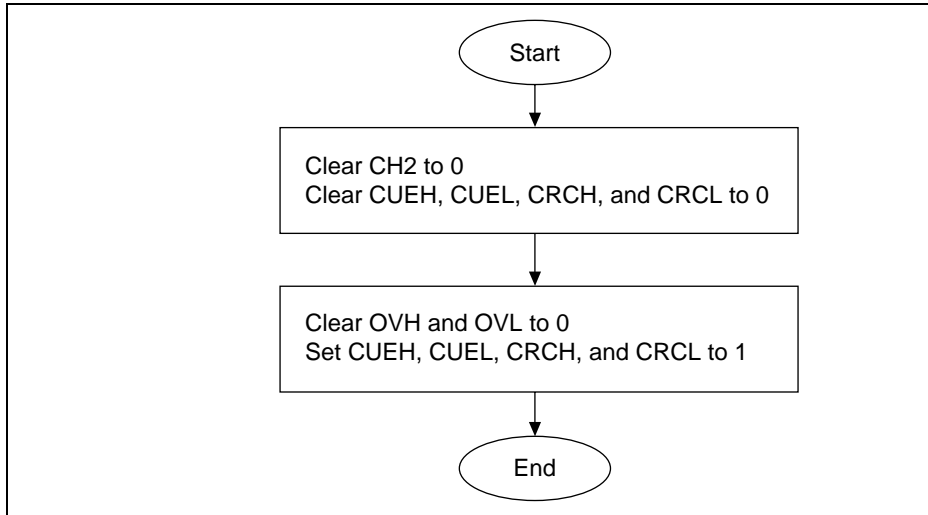 Start
Clear CH2 to 0
Clear CUEH, CUEL, CRCH, and CRCL to 0
Clear OVH and OVL to 0
Set CUEH, CUEL, CRCH, and CRCL to 1
End